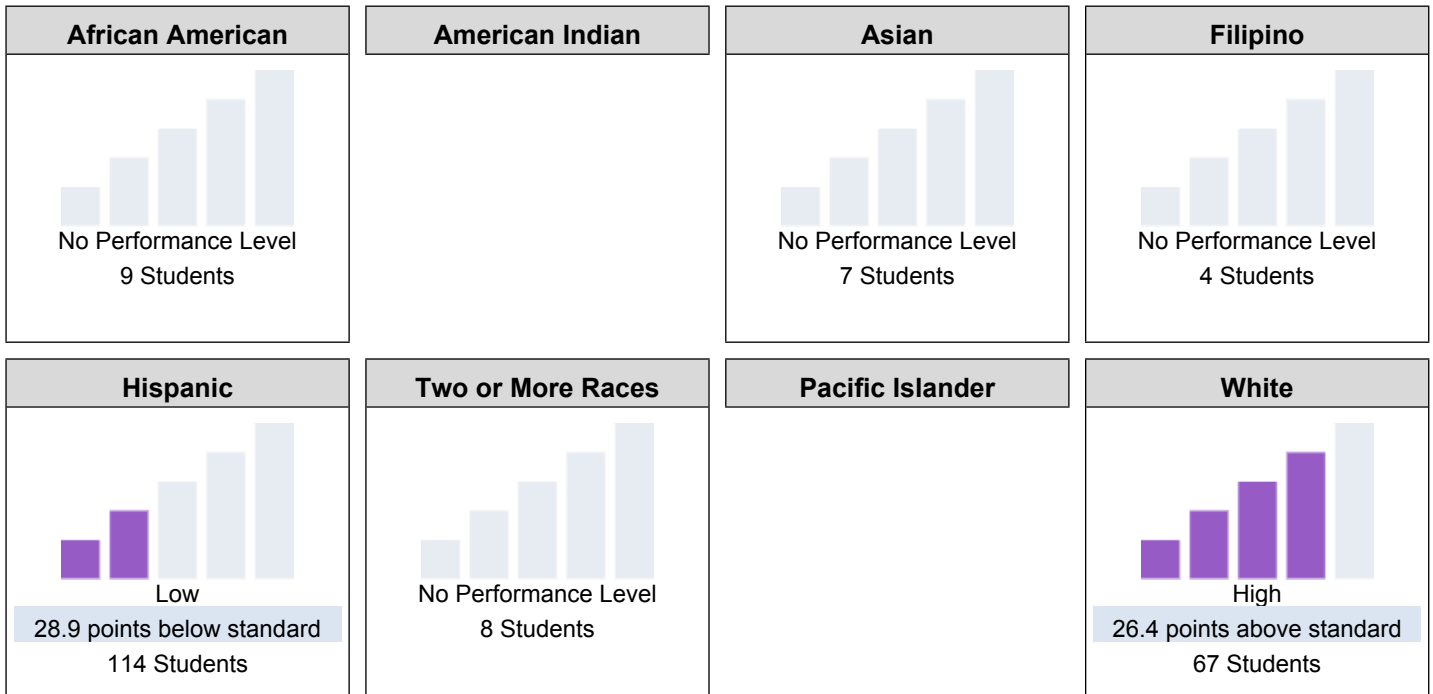 African American
No Performance Level
9 Students
American Indian
Asian
No Performance Level
7 Students
Filipino
No Performance Level
4 Students
Hispanic
Low
28.9 points below standard
114 Students
Two or More Races
No Performance Level
8 Students
Pacific Islander
White
High
26.4 points above standard
67 Students